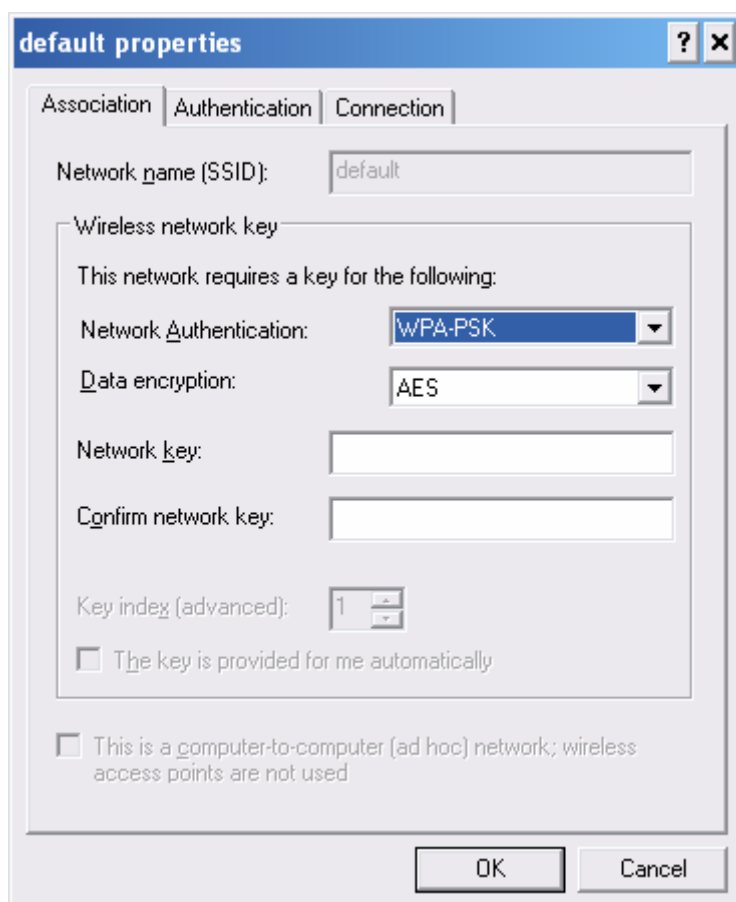 default properties
? ×
Association Authentication Connection
Network name (SSID): default
Wireless network key
This network requires a key for the following:
Network Authentication: WPA-PSK
Data encryption: AES
Network key:
Confirm network key:
Key index (advanced): 1
The key is provided for me automatically
This is a computer-to-computer (ad hoc) network; wireless
access points are not used
OK Cancel